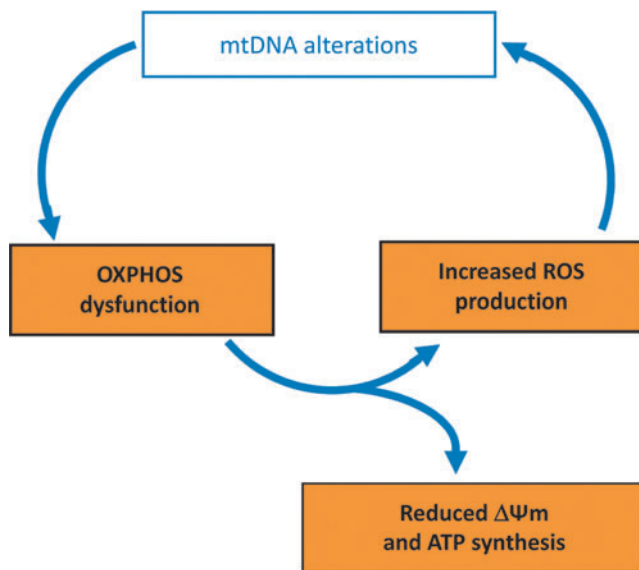 mtDNA alterations
OXPHOS
dysfunction
Increased ROS
production
Reduced ΔΨm
and ATP synthesis